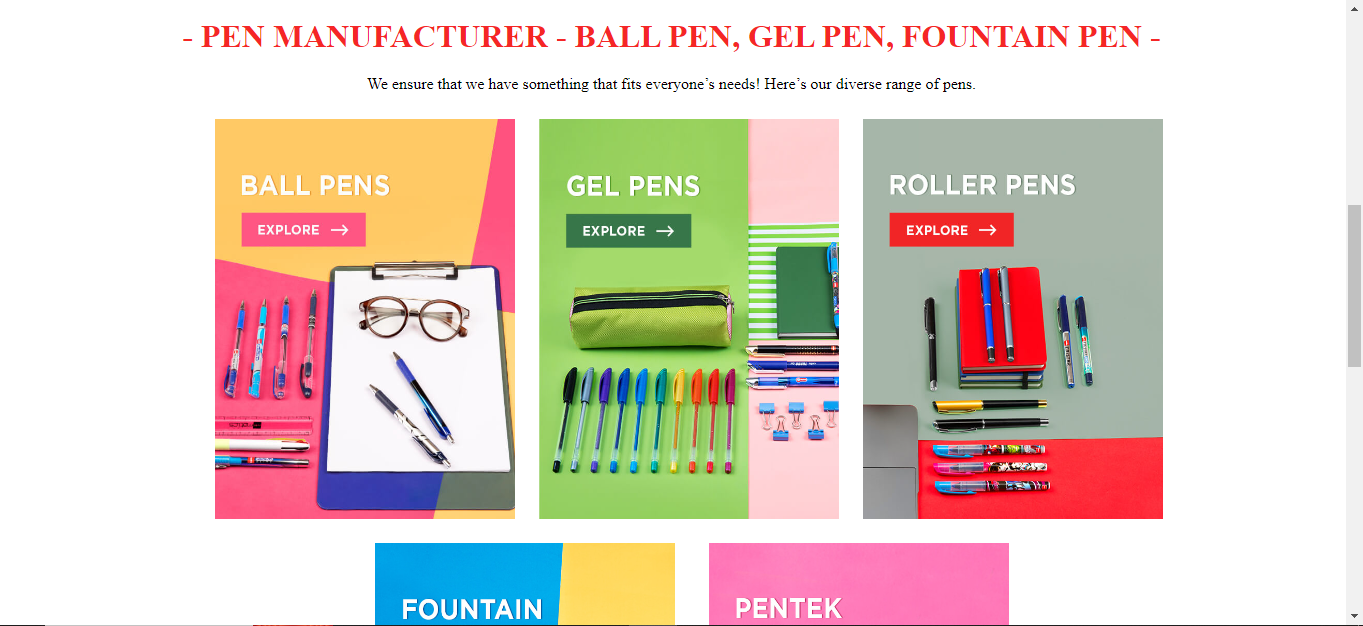 - PEN MANUFACTURER - BALL PEN, GEL PEN, FOUNTAIN PEN -
We ensure that we have something that fits everyone’s needs! Here’s our diverse range of pens.
BALL PENS
EXPLORE →
GEL PENS
EXPLORE →
ROLLER PENS
EXPLORE →
FOUNTAIN
PENTEK